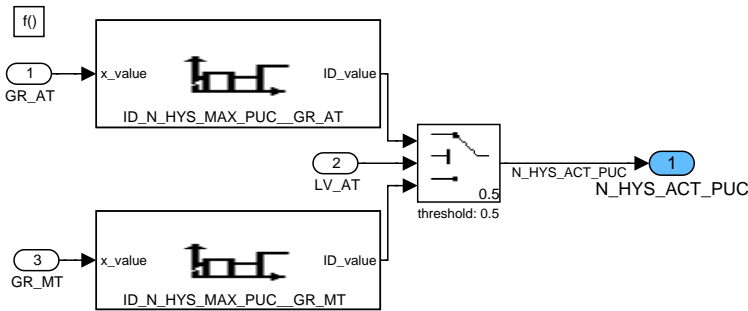 f()
1
GR_AT
x_value
ID_value
ID_N_HYS_MAX_PUC__GR_AT
2
LV_AT
0.5
threshold: 0.5
N_HYS_ACT_PUC
1
N_HYS_ACT_PUC
3
GR_MT
x_value
ID_value
ID_N_HYS_MAX_PUC__GR_MT